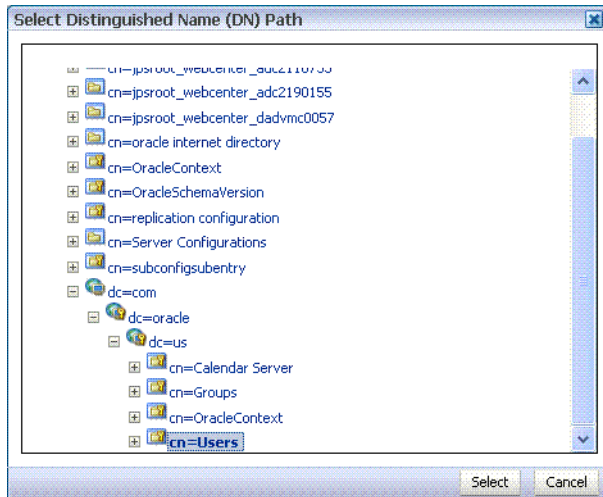 Select Distinguished Name (DN) Path
cn=jpsroot_webcenter_adc2190155
cn=jpsroot_webcenter_dadvmc0057
cn=oracle internet directory
cn=OracleContext
cn=OracleSchemaVersion
cn=replication configuration
cn=Server Configurations
cn=subconfigsubentry
dc=com
dc=oracle
dc=us
cn=Calendar Server
cn=Groups
cn=OracleContext
cn=Users
Select
Cancel